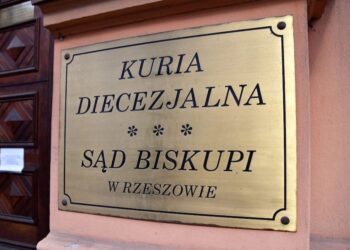 KURIA
DIECEZJALNA
* * *
SĄD BISKUPI
W RZESZOWIE